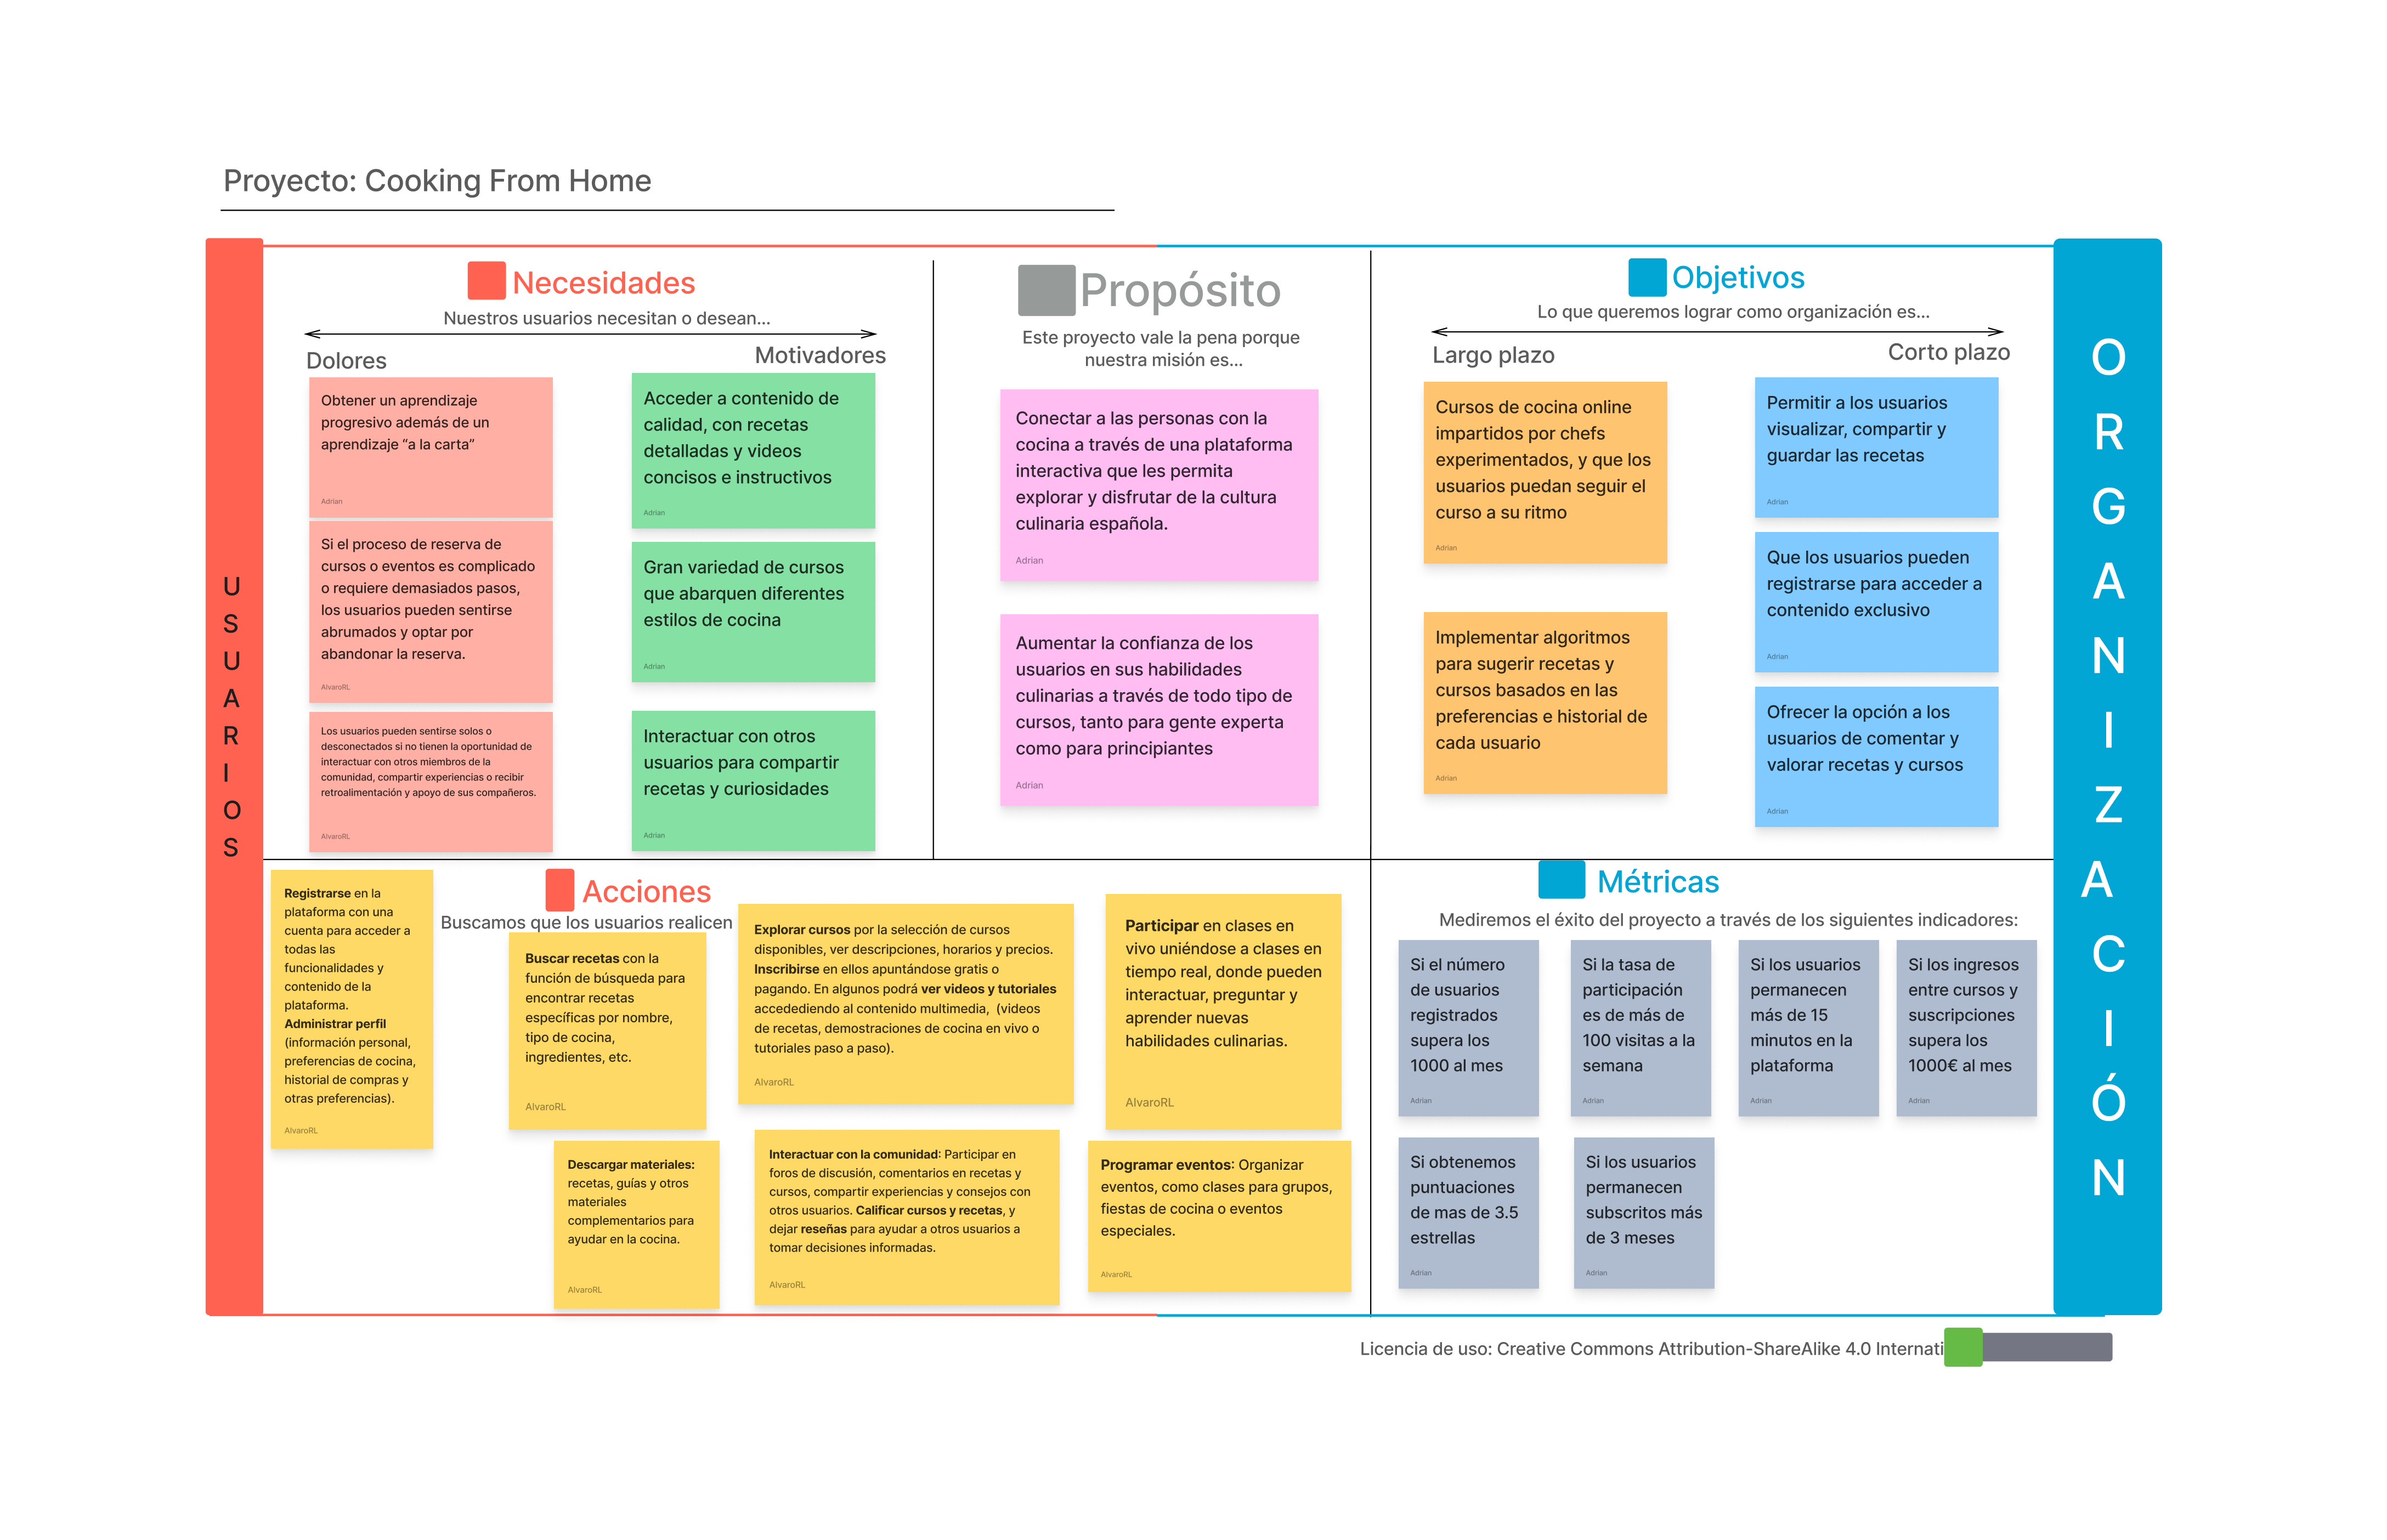 Proyecto: Cooking From Home
USUARIOS
Necesidades
Nuestros usuarios necesitan o desean...
Dolores
Motivadores
Obtener un aprendizaje
progresivo además de un
aprendizaje “a la carta”
Adrian
Si el proceso de reserva de
cursos o eventos es complicado
o requiere demasiados pasos,
los usuarios pueden sentirse
abrumados y optar por
abandonar la reserva.
AlvaroRL
Los usuarios pueden sentirse solos o
desconectados si no tienen la oportunidad de
interactuar con otros miembros de la
comunidad, compartir experiencias o recibir
retroalimentación y apoyo de sus compañeros.
AlvaroRL
Acceder a contenido de
calidad, con recetas
detalladas y videos
concisos e instructivos
Adrian
Gran variedad de cursos
que abarquen diferentes
estilos de cocina
Adrian
Interactuar con otros
usuarios para compartir
recetas y curiosidades
Adrian
Propósito
Este proyecto vale la pena porque
nuestra misión es...
Conectar a las personas con la
cocina a través de una plataforma
interactiva que les permita
explorar y disfrutar de la cultura
culinaria española.
Adrian
Aumentar la confianza de los
usuarios en sus habilidades
culinarias a través de todo tipo de
cursos, tanto para gente experta
como para principiantes
Adrian
Objetivos
Lo que queremos lograr como organización es...
Largo plazo
Corto plazo
Cursos de cocina online
impartidos por chefs
experimentados, y que los
usuarios puedan seguir el
curso a su ritmo
Adrian
Implementar algoritmos
para sugerir recetas y
cursos basados en las
preferencias e historial de
cada usuario
Adrian
Permitir a los usuarios
visualizar, compartir y
guardar las recetas
Adrian
Que los usuarios pueden
registrarse para acceder a
contenido exclusivo
Adrian
Ofrecer la opción a los
usuarios de comentar y
valorar recetas y cursos
Adrian
ORGANIZACIÓN
Acciones
Buscamos que los usuarios realicen
Registrarse en la
plataforma con una
cuenta para acceder a
todas las
funcionalidades y
contenido de la
plataforma.
Administrar perfil
(información personal,
preferencias de cocina,
historial de compras y
otras preferencias).
AlvaroRL
Buscar recetas con la
función de búsqueda para
encontrar recetas
específicas por nombre,
tipo de cocina,
ingredientes, etc.
AlvaroRL
Explorar cursos por la selección de cursos
disponibles, ver descripciones, horarios y precios.
Inscribirse en ellos apuntándose gratis o
pagando. En algunos podrá ver videos y tutoriales
accedediendo al contenido multimedia, (videos
de recetas, demostraciones de cocina en vivo o
tutoriales paso a paso).
AlvaroRL
Participar en clases en
vivo uniéndose a clases en
tiempo real, donde pueden
interactuar, preguntar y
aprender nuevas
habilidades culinarias.
AlvaroRL
Descargar materiales:
recetas, guías y otros
materiales
complementarios para
ayudar en la cocina.
AlvaroRL
Interactuar con la comunidad: Participar en
foros de discusión, comentarios en recetas y
cursos, compartir experiencias y consejos con
otros usuarios. Calificar cursos y recetas, y
dejar reseñas para ayudar a otros usuarios a
tomar decisiones informadas.
AlvaroRL
Programar eventos: Organizar
eventos, como clases para grupos,
fiestas de cocina o eventos
especiales.
AlvaroRL
Métricas
Mediremos el éxito del proyecto a través de los siguientes indicadores:
Si el número
de usuarios
registrados
supera los
1000 al mes
Adrian
Si la tasa de
participación
es de más de
100 visitas a la
semana
Adrian
Si los usuarios
permanecen
más de 15
minutos en la
plataforma
Adrian
Si los ingresos
entre cursos y
suscripciones
supera los
1000€ al mes
Adrian
Si obtenemos
puntuaciones
de mas de 3.5
estrellas
Adrian
Si los usuarios
permanecen
subscritos más
de 3 meses
Adrian
Licencia de uso: Creative Commons Attribution-ShareAlike 4.0 Internati